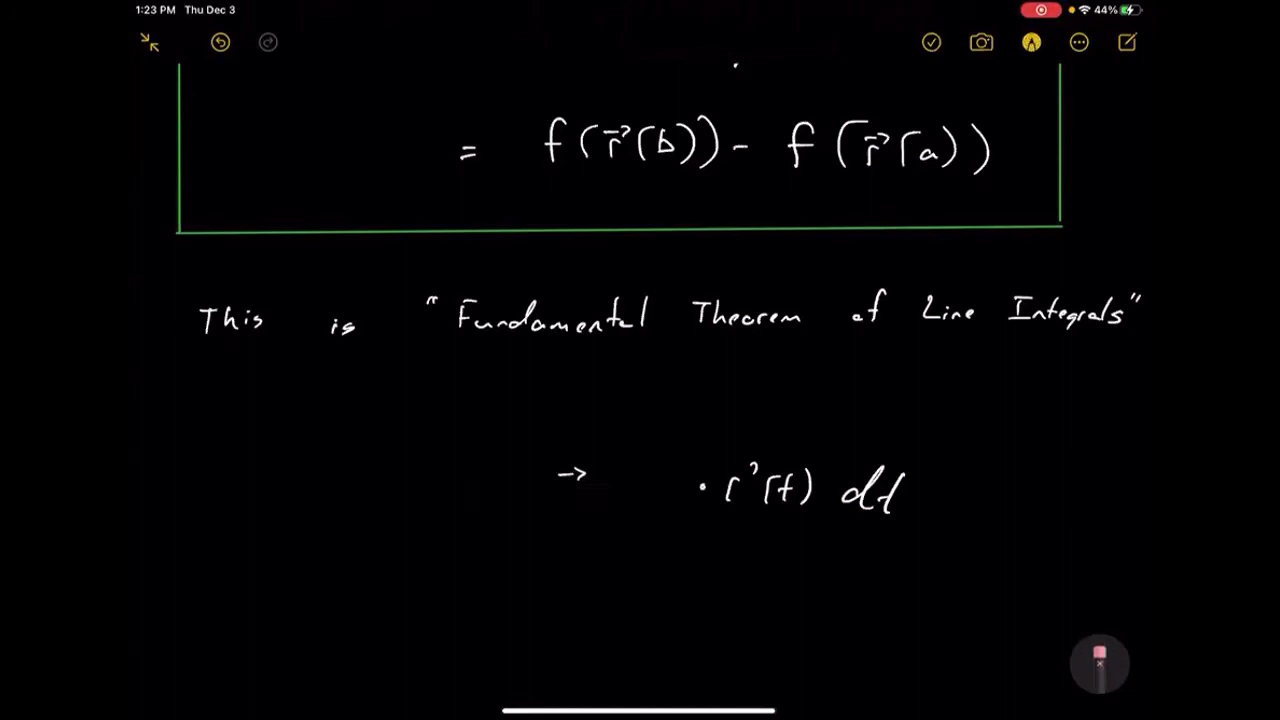 1:23 PM Thu Dec 3
44%
= f(r⃗(b)) - f(r⃗(a))
This is "Fundamental Theorem of Line Integrals"
→ · r'(t) dt